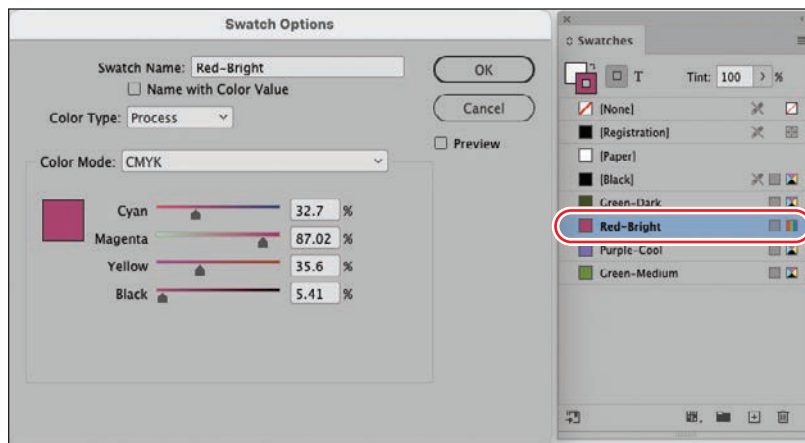 Swatch Options
Swatch Name: Red-Bright
Name with Color Value
Color Type: Process
Color Mode: CMYK
Cyan 32.7 %
Magenta 87.02 %
Yellow 35.6 %
Black 5.41 %
OK
Cancel
Preview
Swatches
T Tint: 100 %
[None]
[Registration]
[Paper]
[Black]
Green-Dark
Red-Bright
Purple-Cool
Green-Medium